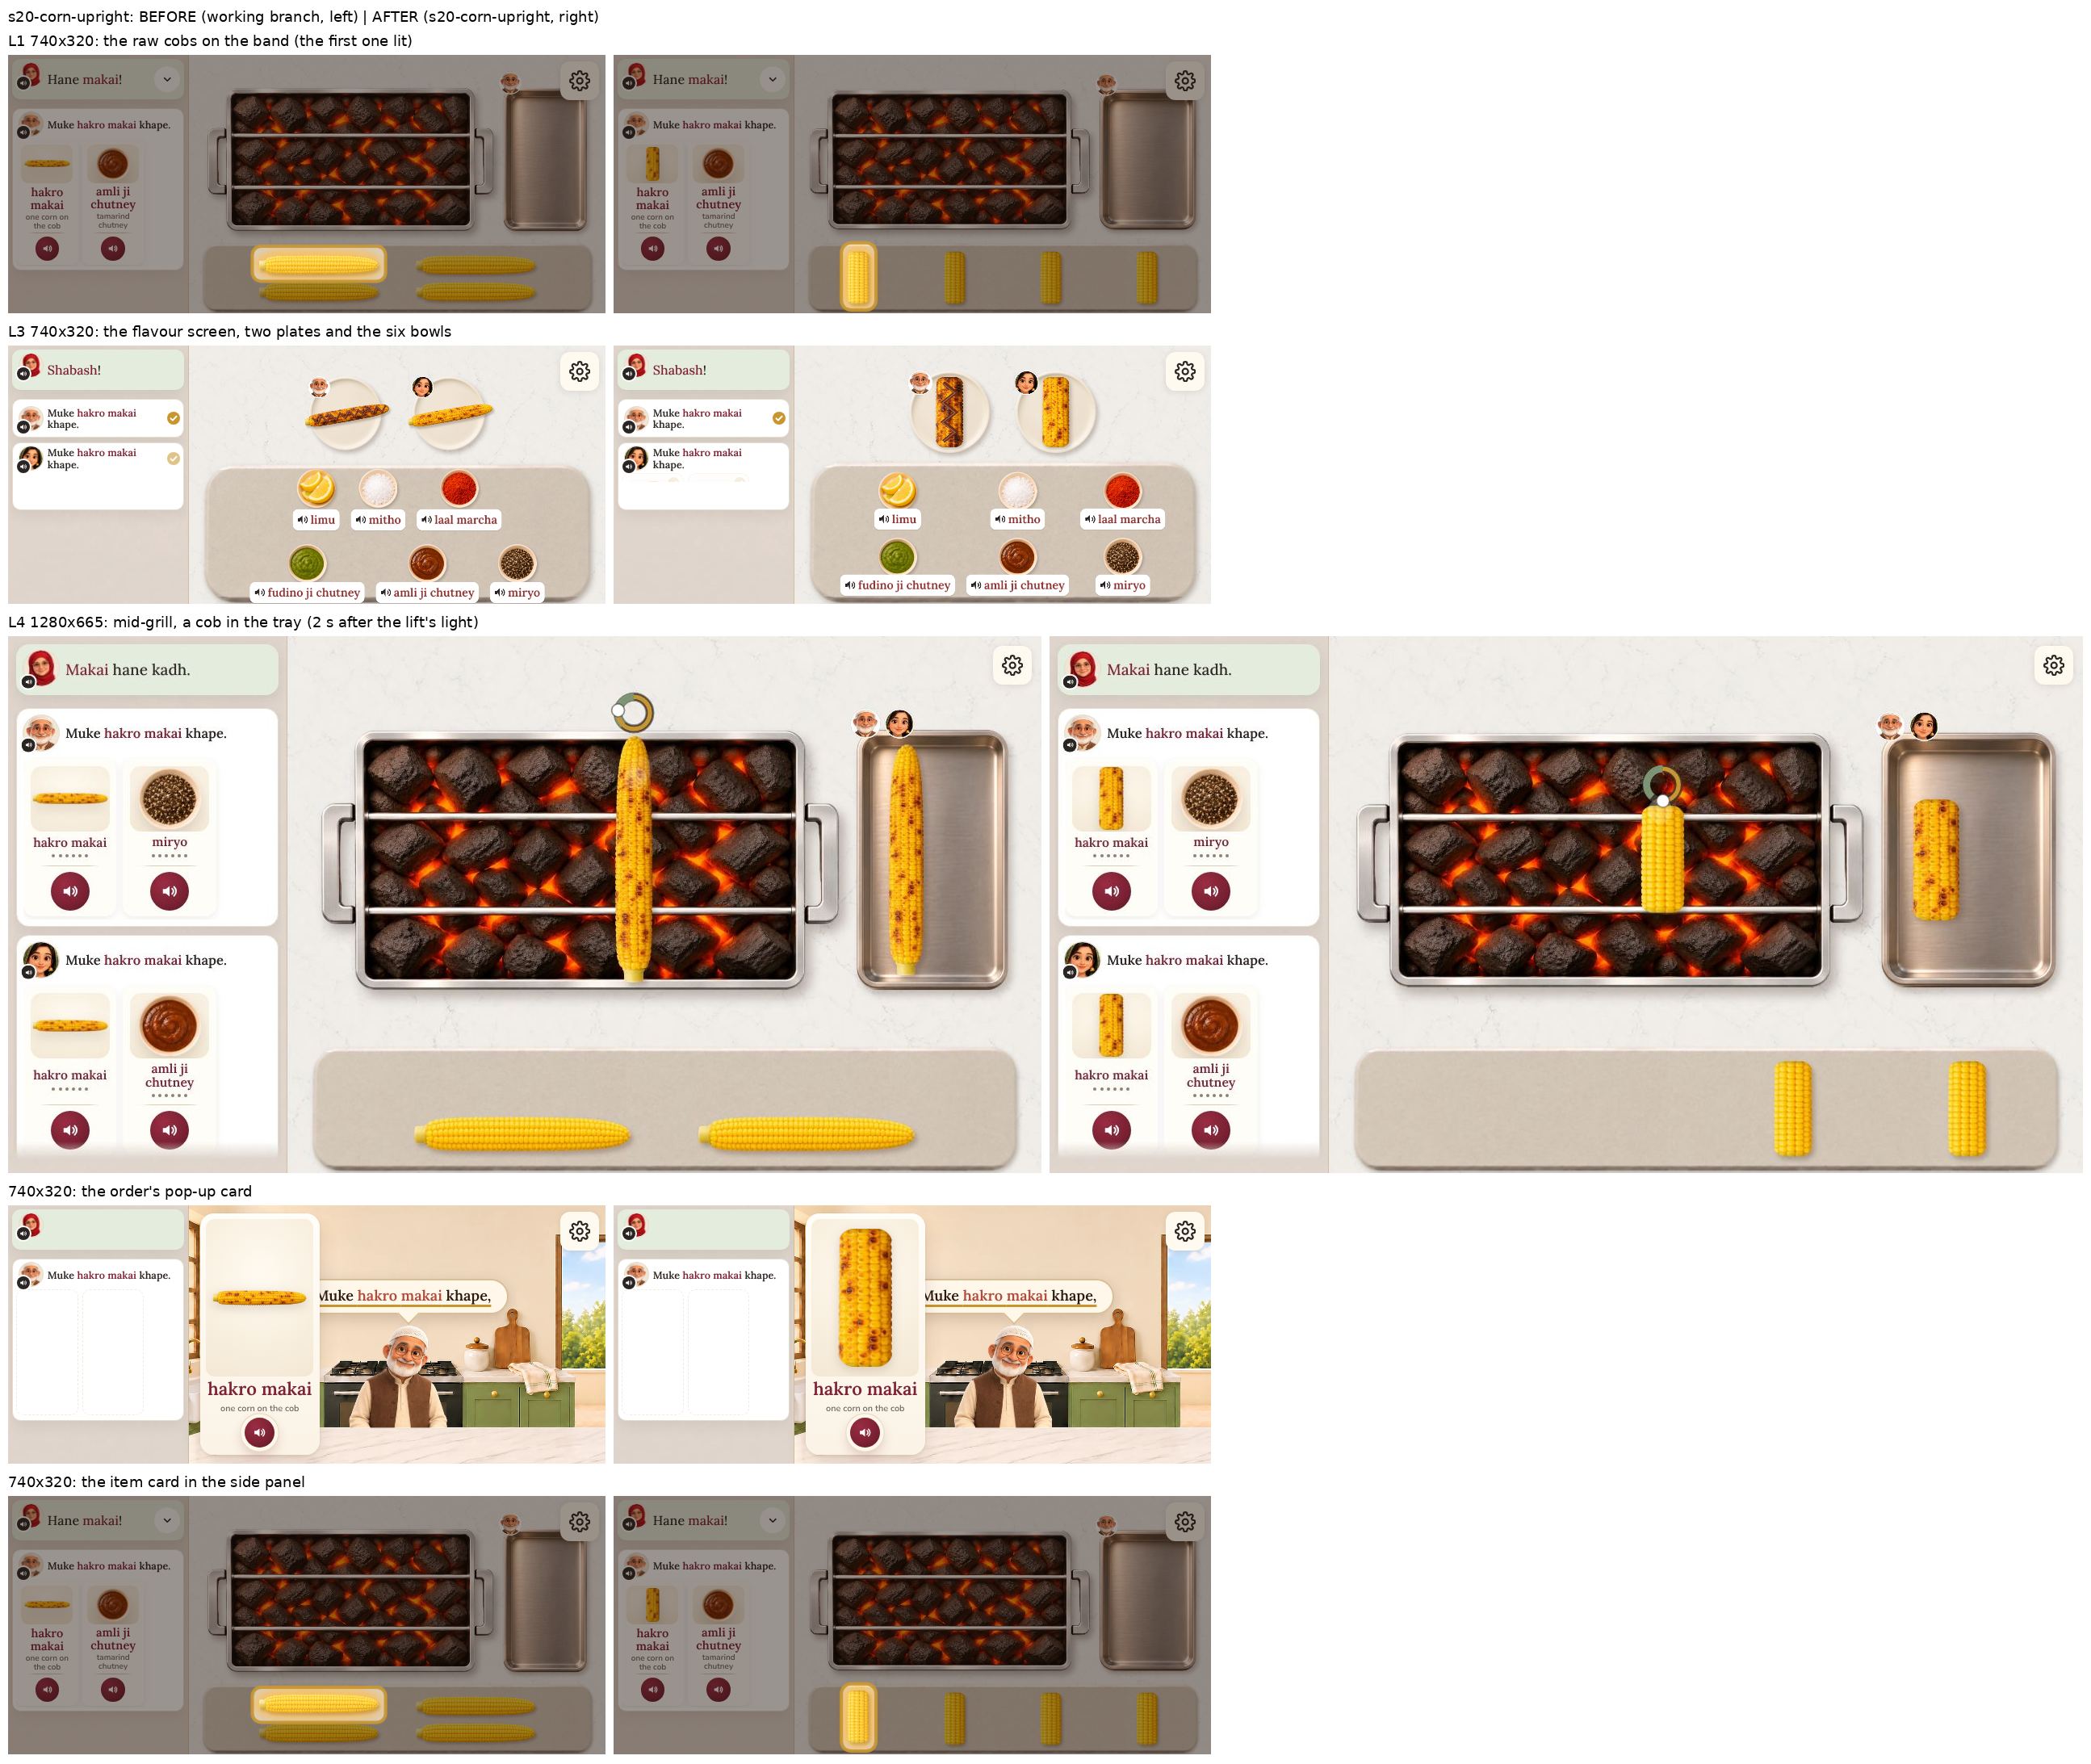 s20-corn-upright: BEFORE (working branch, left) | AFTER (s20-corn-upright, right)
L1 740x320: the raw cobs on the band (the first one lit)
Hane makai!
Muke hakro makai khape.
hakro makai
one corn on the cob
amli ji chutney
tamarind chutney
Hane makai!
Muke hakro makai khape.
hakro makai
one corn on the cob
amli ji chutney
tamarind chutney
L3 740x320: the flavour screen, two plates and the six bowls
Shabash!
Muke hakro makai khape.
Muke hakro makai khape.
limu
mitho
laal marcha
fudino ji chutney
amli ji chutney
miryo
Shabash!
Muke hakro makai khape.
Muke hakro makai khape.
limu
mitho
laal marcha
fudino ji chutney
amli ji chutney
miryo
L4 1280x665: mid-grill, a cob in the tray (2 s after the lift's light)
Makai hane kadh.
Muke hakro makai khape.
hakro makai
miryo
Muke hakro makai khape.
hakro makai
amli ji chutney
Makai hane kadh.
Muke hakro makai khape.
hakro makai
miryo
Muke hakro makai khape.
hakro makai
amli ji chutney
740x320: the order's pop-up card
Muke hakro makai khape.
hakro makai
one corn on the cob
Muke hakro makai khape,
Muke hakro makai khape.
hakro makai
one corn on the cob
Muke hakro makai khape,
740x320: the item card in the side panel
Hane makai!
Muke hakro makai khape.
hakro makai
one corn on the cob
amli ji chutney
tamarind chutney
Hane makai!
Muke hakro makai khape.
hakro makai
one corn on the cob
amli ji chutney
tamarind chutney